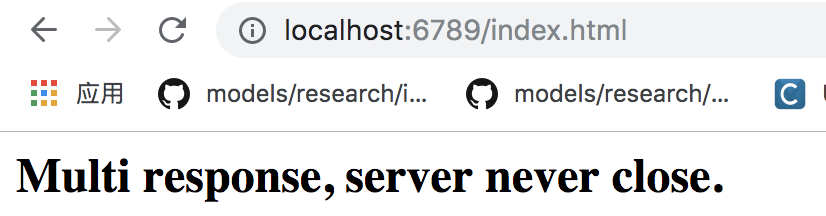 localhost:6789/index.html
应用 models/research/i... models/research/...
Multi response, server never close.